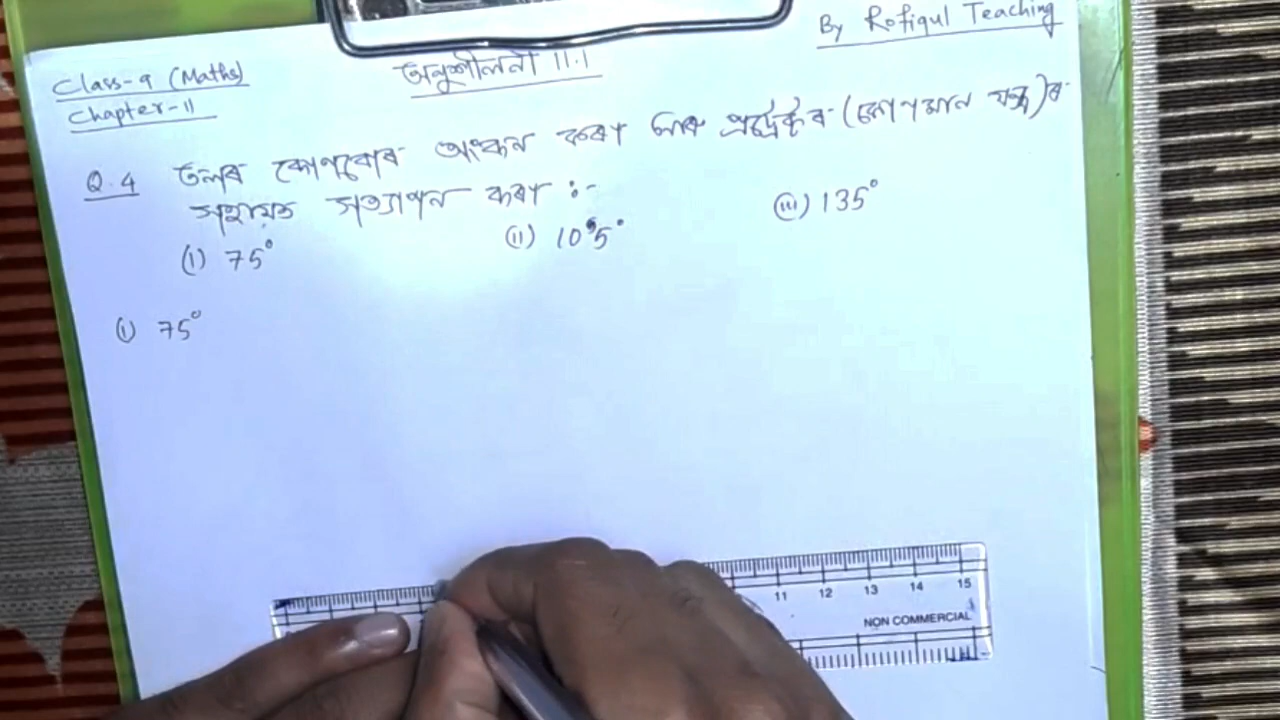 By Rofiqul Teaching
Class-9 (Maths)
অনুশীলনী 11.1
Chapter-11
Q.4 তলৰ কোণবোৰ অংকন কৰা আৰু প্ৰট্ৰেক্টৰ (কোণমান যন্ত্ৰ)ৰ
সহায়ত সত্যাপন কৰা :-
(i) 75° (ii) 105° (iii) 135°
(i) 75°
11 12 13 14 15
NON COMMERCIAL